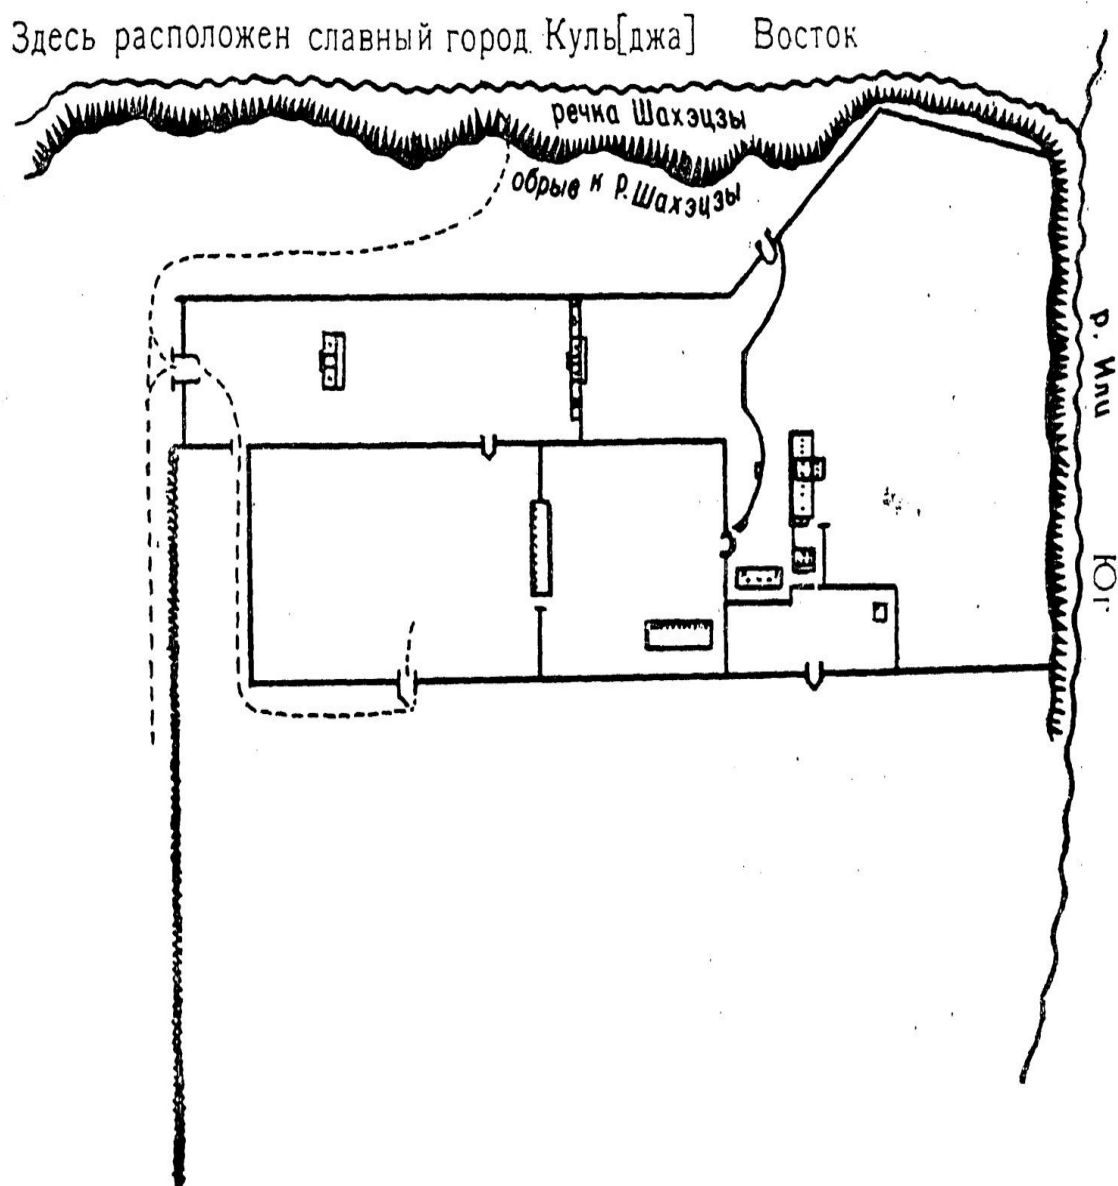 Здесь расположен славный город Куль[джа] Восток
речка Шахэцзы
обрыв к р. Шахэцзы
р. Или
Юг